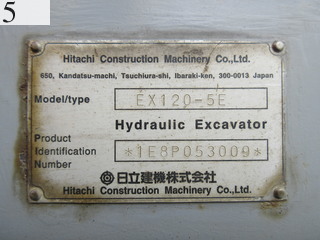 5
Hitachi Construction Machinery Co.,Ltd.
650, Kandatsu-machi, Tsuchiura-shi, Ibaraki-ken, 300-0013 Japan
Model/type EX120-5E
Hydraulic Excavator
Product
Identification
Number *1E8P053009*
日立建機株式会社
Hitachi Construction Machinery Co.,Ltd.